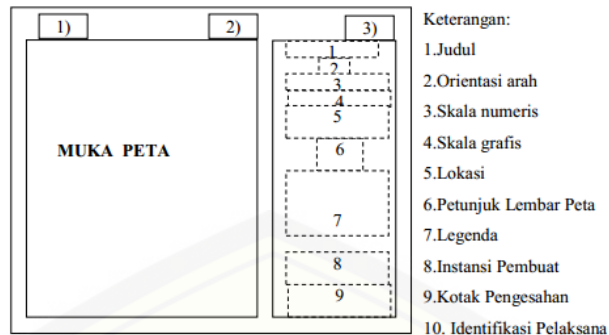 1)
2)
3)
1
2
3
4
5
MUKA PETA
6
7
8
9
Keterangan:
1.Judul
2.Orientasi arah
3.Skala numeris
4.Skala grafis
5.Lokasi
6.Petunjuk Lembar Peta
7.Legenda
8.Instansi Pembuat
9.Kotak Pengesahan
10. Identifikasi Pelaksana